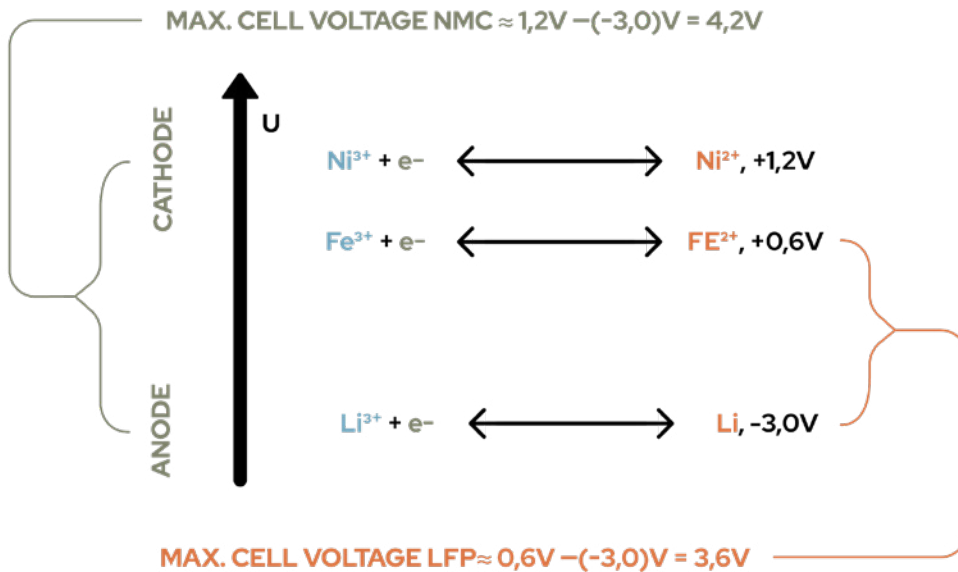 MAX. CELL VOLTAGE NMC ≈ 1,2V –(-3,0)V = 4,2V
U
CATHODE
Ni³⁺ + e– Ni²⁺, +1,2V
Fe³⁺ + e– FE²⁺, +0,6V
ANODE
Li³⁺ + e– Li, -3,0V
MAX. CELL VOLTAGE LFP ≈ 0,6V –(-3,0)V = 3,6V